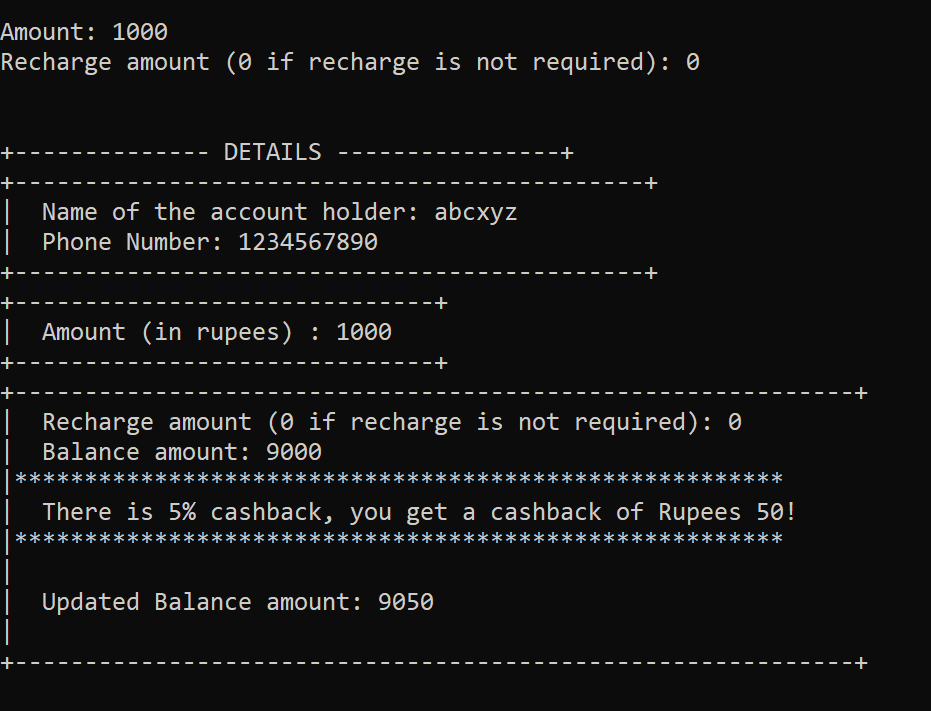 Amount: 1000
Recharge amount (0 if recharge is not required): 0
+-------------- DETAILS ----------------+
+---------------------------------------------+
|  Name of the account holder: abcxyz
|  Phone Number: 1234567890
+---------------------------------------------+
+------------------------------+
|  Amount (in rupees) : 1000
+------------------------------+
+------------------------------------------------------------+
|  Recharge amount (0 if recharge is not required): 0
|  Balance amount: 9000
|*******************************************************
|  There is 5% cashback, you get a cashback of Rupees 50!
|*******************************************************
|
|  Updated Balance amount: 9050
|
+------------------------------------------------------------+